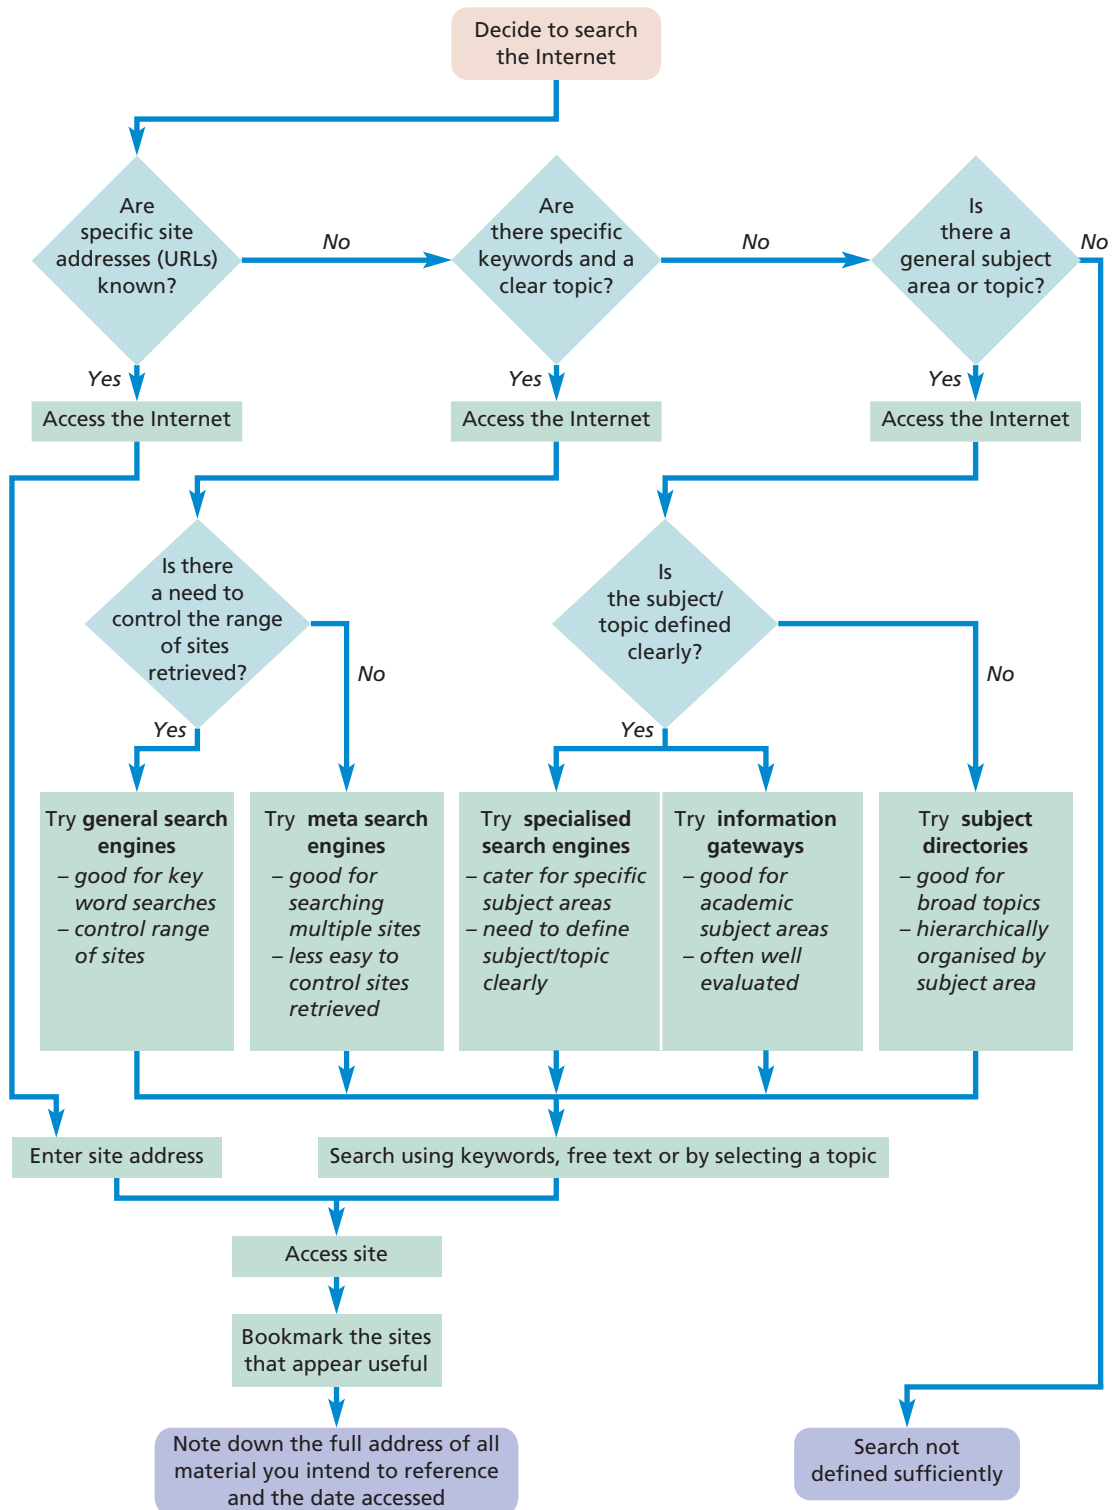 Decide to search
the Internet
Are
specific site
addresses (URLs)
known?
No
Are
there specific
keywords and a
clear topic?
No
Is
there a
general subject
area or topic?
No
Yes
Yes
Yes
Access the Internet
Access the Internet
Access the Internet
Is there
a need to
control the range
of sites
retrieved?
No
Yes
Is
the subject/
topic defined
clearly?
No
Yes
Try general search
engines
– good for key
word searches
– control range
of sites
Try meta search
engines
– good for
searching
multiple sites
– less easy to
control sites
retrieved
Try specialised
search engines
– cater for specific
subject areas
– need to define
subject/topic
clearly
Try information
gateways
– good for
academic
subject areas
– often well
evaluated
Try subject
directories
– good for
broad topics
– hierarchically
organised by
subject area
Enter site address
Search using keywords, free text or by selecting a topic
Access site
Bookmark the sites
that appear useful
Note down the full address of all
material you intend to reference
and the date accessed
Search not
defined sufficiently